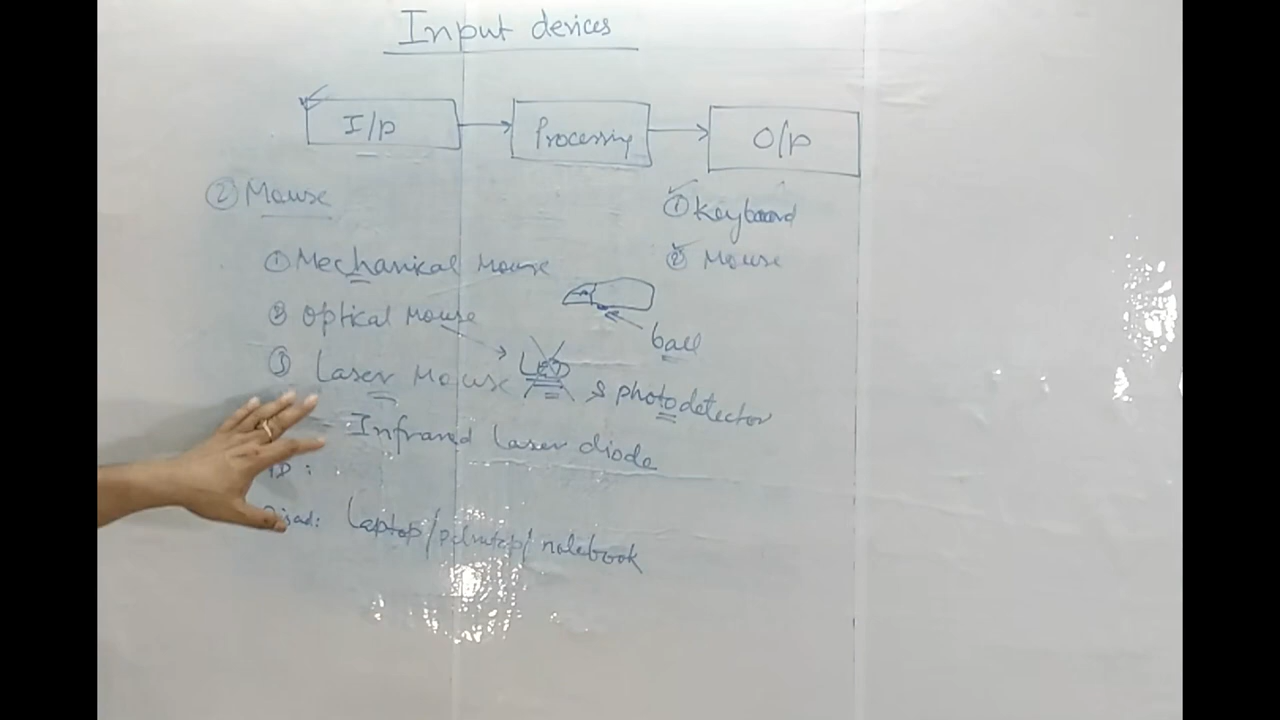 Input devices
I/P Processing O/P
② Mouse
① Keyboard
② Mouse
① Mechanical Mouse
② Optical Mouse
ball
③ Laser Mouse
LED & photodetector
Infrared Laser diode
Disad: Laptop/ / notebook